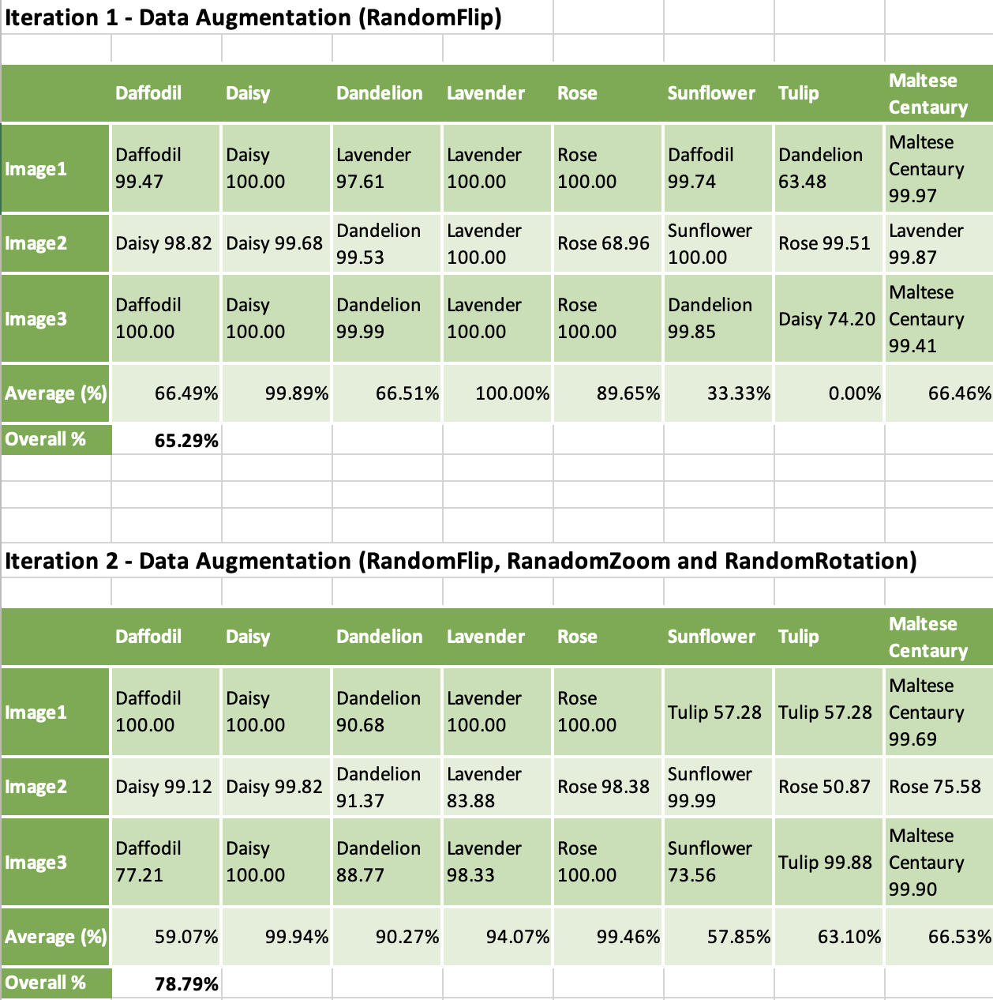 Iteration 1 - Data Augmentation (RandomFlip)
Daffodil Daisy Dandelion Lavender Rose Sunflower Tulip Maltese Centaury
Image1 Daffodil 99.47 Daisy 100.00 Lavender 97.61 Lavender 100.00 Rose 100.00 Daffodil 99.74 Dandelion 63.48 Maltese Centaury 99.97
Image2 Daisy 98.82 Daisy 99.68 Dandelion 99.53 Lavender 100.00 Rose 68.96 Sunflower 100.00 Rose 99.51 Lavender 99.87
Image3 Daffodil 100.00 Daisy 100.00 Dandelion 99.99 Lavender 100.00 Rose 100.00 Dandelion 99.85 Daisy 74.20 Maltese Centaury 99.41
Average (%) 66.49% 99.89% 66.51% 100.00% 89.65% 33.33% 0.00% 66.46%
Overall % 65.29%
Iteration 2 - Data Augmentation (RandomFlip, RanadomZoom and RandomRotation)
Daffodil Daisy Dandelion Lavender Rose Sunflower Tulip Maltese Centaury
Image1 Daffodil 100.00 Daisy 100.00 Dandelion 90.68 Lavender 100.00 Rose 100.00 Tulip 57.28 Tulip 57.28 Maltese Centaury 99.69
Image2 Daisy 99.12 Daisy 99.82 Dandelion 91.37 Lavender 83.88 Rose 98.38 Sunflower 99.99 Rose 50.87 Rose 75.58
Image3 Daffodil 77.21 Daisy 100.00 Dandelion 88.77 Lavender 98.33 Rose 100.00 Sunflower 73.56 Tulip 99.88 Maltese Centaury 99.90
Average (%) 59.07% 99.94% 90.27% 94.07% 99.46% 57.85% 63.10% 66.53%
Overall % 78.79%